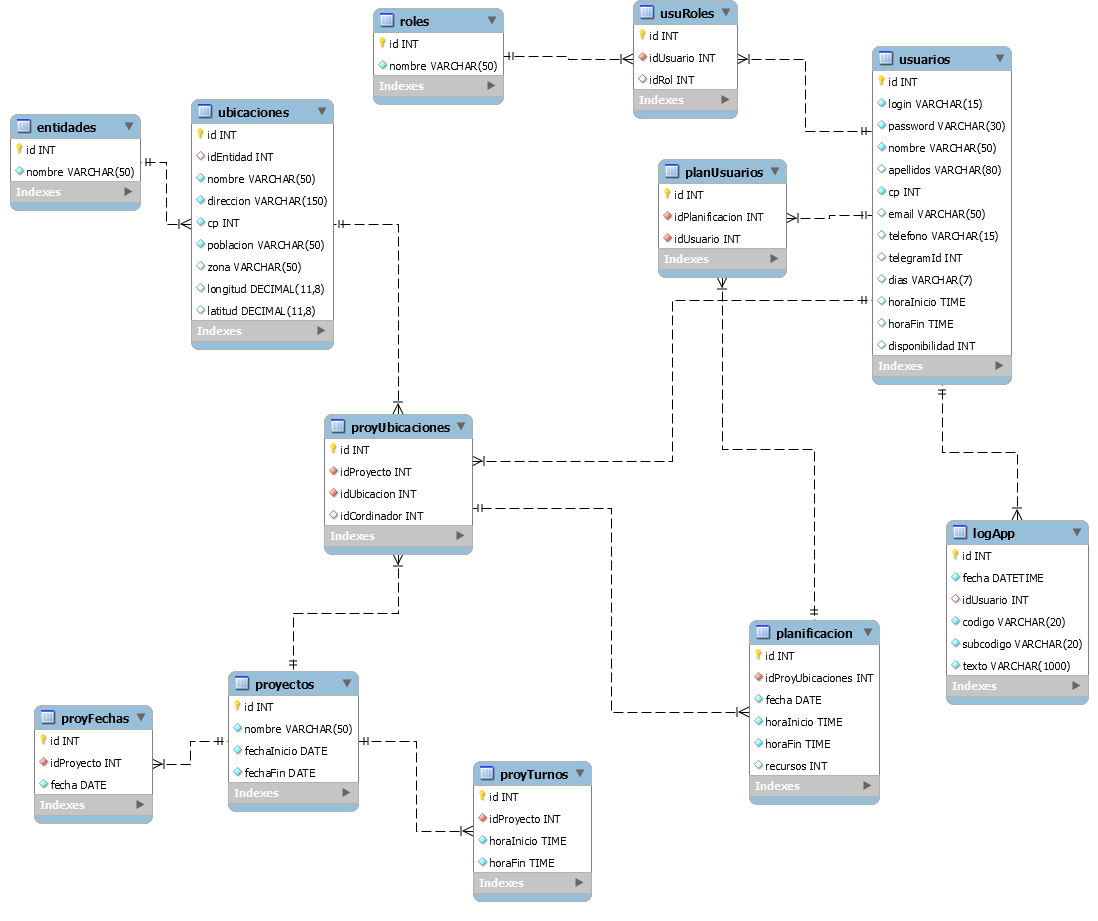 roles
id INT
nombre VARCHAR(50)
Indexes
usuRoles
id INT
idUsuario INT
idRol INT
Indexes
usuarios
id INT
login VARCHAR(15)
password VARCHAR(30)
nombre VARCHAR(50)
apellidos VARCHAR(80)
cp INT
email VARCHAR(50)
telefono VARCHAR(15)
telegramId INT
dias VARCHAR(7)
horaInicio TIME
horaFin TIME
disponibilidad INT
Indexes
entidades
id INT
nombre VARCHAR(50)
Indexes
ubicaciones
id INT
idEntidad INT
nombre VARCHAR(50)
direccion VARCHAR(150)
cp INT
poblacion VARCHAR(50)
zona VARCHAR(50)
longitud DECIMAL(11,8)
latitud DECIMAL(11,8)
Indexes
planUsuarios
id INT
idPlanificacion INT
idUsuario INT
Indexes
proyUbicaciones
id INT
idProyecto INT
idUbicacion INT
idCordinador INT
Indexes
logApp
id INT
fecha DATETIME
idUsuario INT
codigo VARCHAR(20)
subcodigo VARCHAR(20)
texto VARCHAR(1000)
Indexes
planificacion
id INT
idProyUbicaciones INT
fecha DATE
horaInicio TIME
horaFin TIME
recursos INT
Indexes
proyectos
id INT
nombre VARCHAR(50)
fechaInicio DATE
fechaFin DATE
Indexes
proyFechas
id INT
idProyecto INT
fecha DATE
Indexes
proyTurnos
id INT
idProyecto INT
horaInicio TIME
horaFin TIME
Indexes